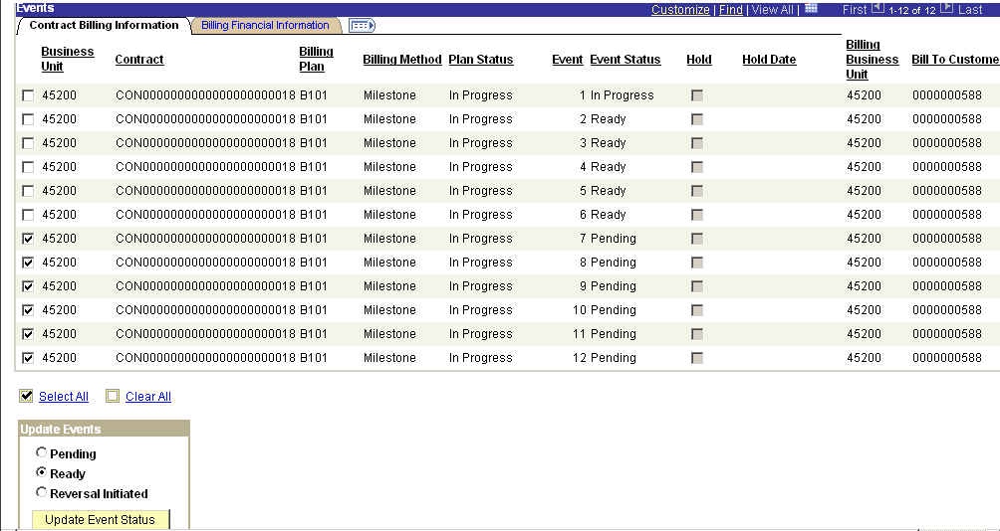 Events Customize | Find | View All | First 1-12 of 12 Last
Contract Billing Information Billing Financial Information
Business Unit Contract Billing Plan Billing Method Plan Status Event Event Status Hold Hold Date Billing Business Unit Bill To Custome
45200 CON0000000000000000000018 B101 Milestone In Progress 1 In Progress 45200 0000000588
45200 CON0000000000000000000018 B101 Milestone In Progress 2 Ready 45200 0000000588
45200 CON0000000000000000000018 B101 Milestone In Progress 3 Ready 45200 0000000588
45200 CON0000000000000000000018 B101 Milestone In Progress 4 Ready 45200 0000000588
45200 CON0000000000000000000018 B101 Milestone In Progress 5 Ready 45200 0000000588
45200 CON0000000000000000000018 B101 Milestone In Progress 6 Ready 45200 0000000588
45200 CON0000000000000000000018 B101 Milestone In Progress 7 Pending 45200 0000000588
45200 CON0000000000000000000018 B101 Milestone In Progress 8 Pending 45200 0000000588
45200 CON0000000000000000000018 B101 Milestone In Progress 9 Pending 45200 0000000588
45200 CON0000000000000000000018 B101 Milestone In Progress 10 Pending 45200 0000000588
45200 CON0000000000000000000018 B101 Milestone In Progress 11 Pending 45200 0000000588
45200 CON0000000000000000000018 B101 Milestone In Progress 12 Pending 45200 0000000588
Select All Clear All
Update Events
Pending
Ready
Reversal Initiated
Update Event Status